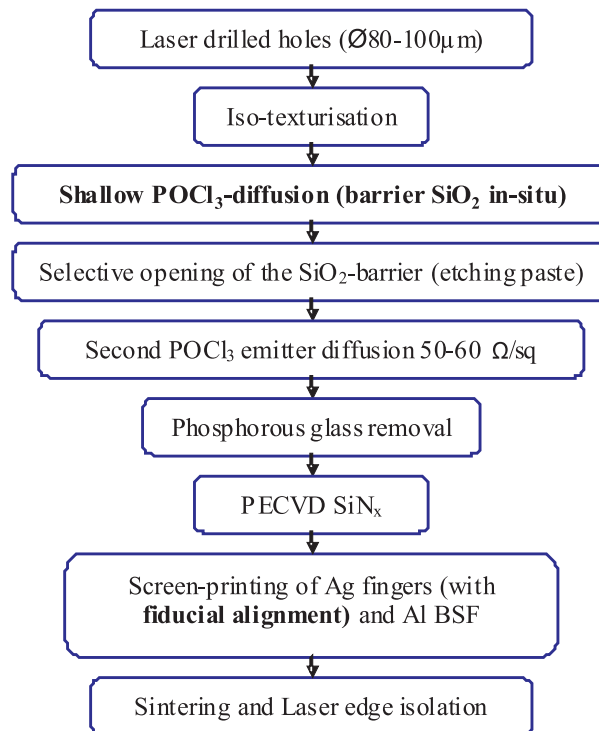 Laser drilled holes (Ø80-100µm)
Iso-texturisation
Shallow POCl₃-diffusion (barrier SiO₂ in-situ)
Selective opening of the SiO₂-barrier (etching paste)
Second POCl₃ emitter diffusion 50-60 Ω/sq
Phosphorous glass removal
PECVD SiNₓ
Screen-printing of Ag fingers (with
fiducial alignment) and Al BSF
Sintering and Laser edge isolation